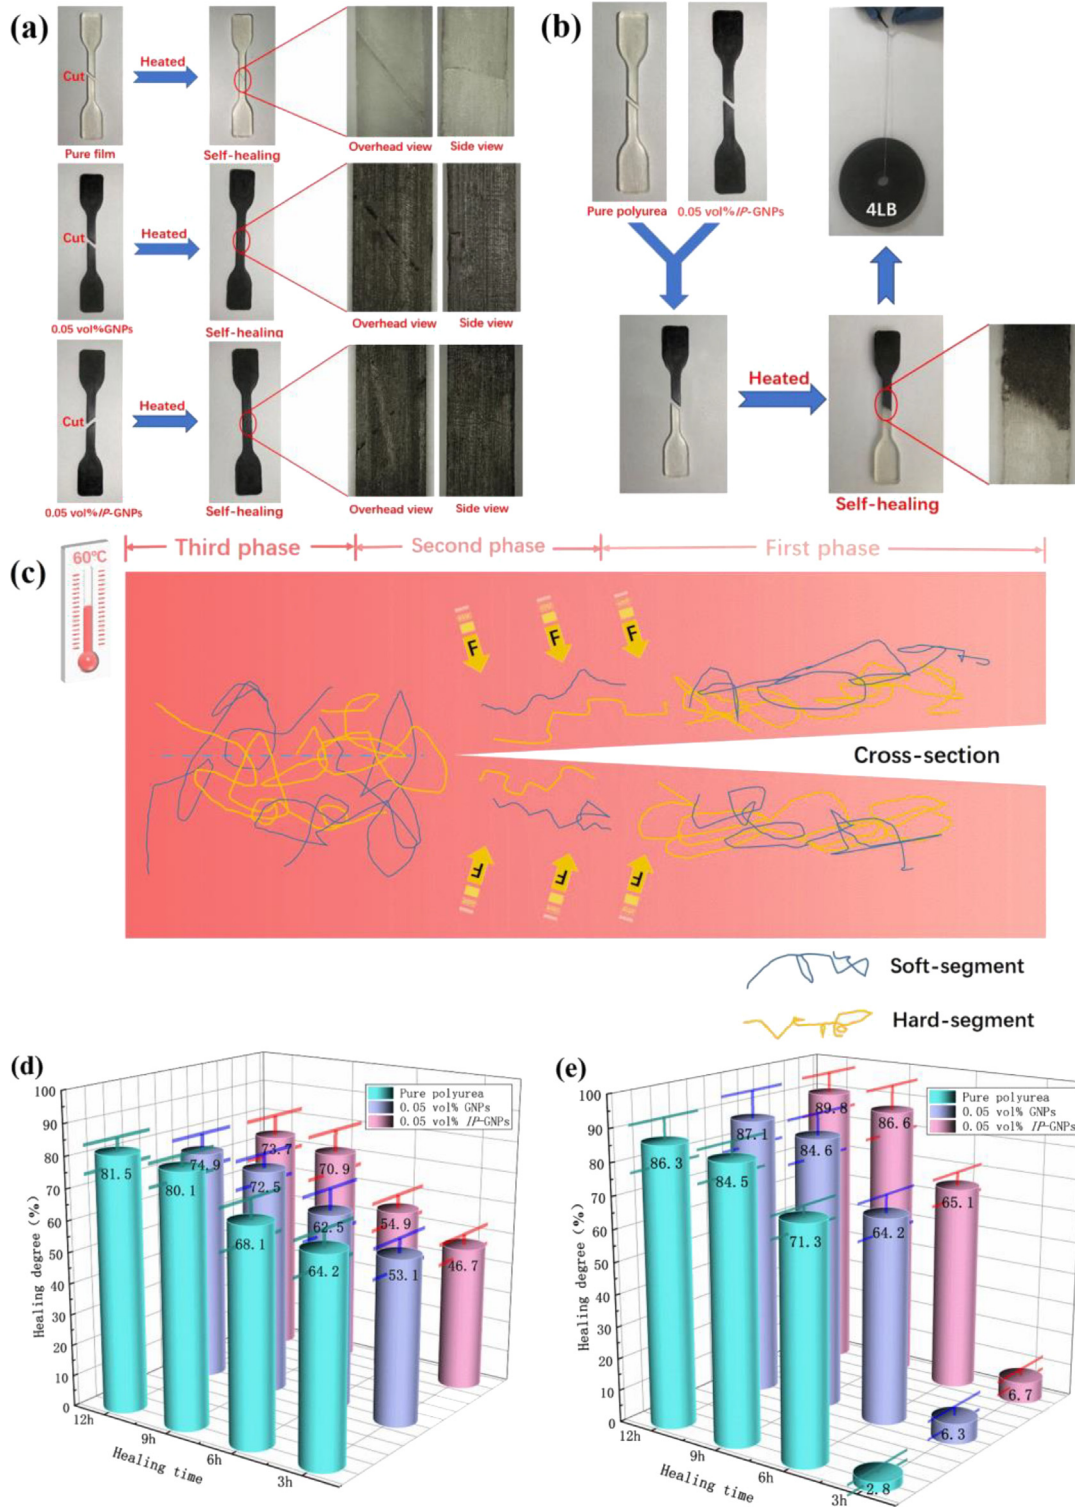 (a)
Cut
Heated
Pure film
Self-healing
Overhead view
Side view
Cut
Heated
0.05 vol%GNPs
Self-healing
Overhead view
Side view
Cut
Heated
0.05 vol%IP-GNPs
Self-healing
Overhead view
Side view
(b)
Pure polyurea
0.05 vol%IP-GNPs
4LB
Heated
Self-healing
(c)
60℃
Third phase
Second phase
First phase
F
F
F
Cross-section
F
F
F
Soft-segment
Hard-segment
(d)
Pure polyurea
0.05 vol% GNPs
0.05 vol% IP-GNPs
Healing degree (%)
100
90
80
70
60
50
40
30
20
10
0
81.5
80.1
68.1
64.2
74.9
72.5
62.5
53.1
73.7
70.9
54.9
46.7
12h
9h
6h
3h
Healing time
(e)
Pure polyurea
0.05 vol% GNPs
0.05 vol% IP-GNPs
Healing degree (%)
100
90
80
70
60
50
40
30
20
10
0
86.3
84.5
71.3
2.8
87.1
84.6
64.2
6.3
89.8
86.6
65.1
6.7
12h
9h
6h
3h
Healing time